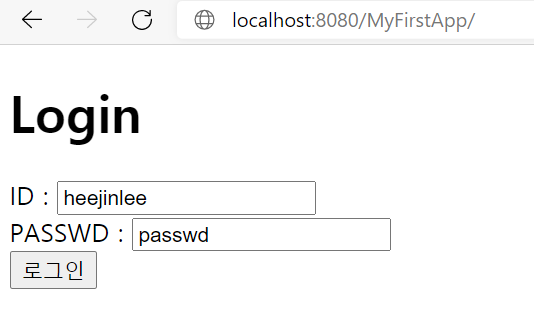 localhost:8080/MyFirstApp/
Login
ID : heejinlee
PASSWD : passwd
로그인